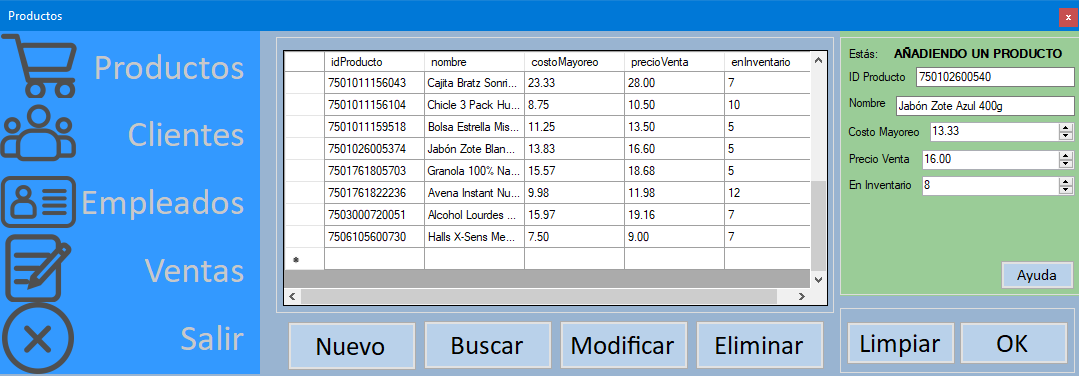 Productos
Productos
Clientes
Empleados
Ventas
Salir
idProducto nombre costoMayoreo precioVenta enInventario
7501011156043 Cajita Bratz Sonri... 23.33 28.00 7
7501011156104 Chicle 3 Pack Hu... 8.75 10.50 10
7501011159518 Bolsa Estrella Mis... 11.25 13.50 5
7501026005374 Jabón Zote Blan... 13.83 16.60 5
7501761805703 Granola 100% Na... 15.57 18.68 5
7501761822236 Avena Instant Nu... 9.98 11.98 12
7503000720051 Alcohol Lourdes ... 15.97 19.16 7
7506105600730 Halls X-Sens Me... 7.50 9.00 7
Nuevo Buscar Modificar Eliminar
Estás: AÑADIENDO UN PRODUCTO
ID Producto 750102600540
Nombre Jabón Zote Azul 400g
Costo Mayoreo 13.33
Precio Venta 16.00
En Inventario 8
Ayuda
Limpiar OK